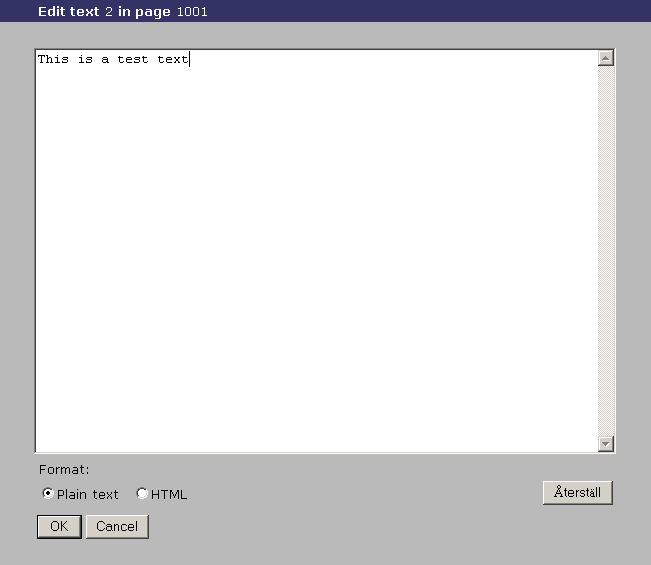 Edit text 2 in page 1001
This is a test text
Format:
Plain text HTML
Återställ
OK Cancel